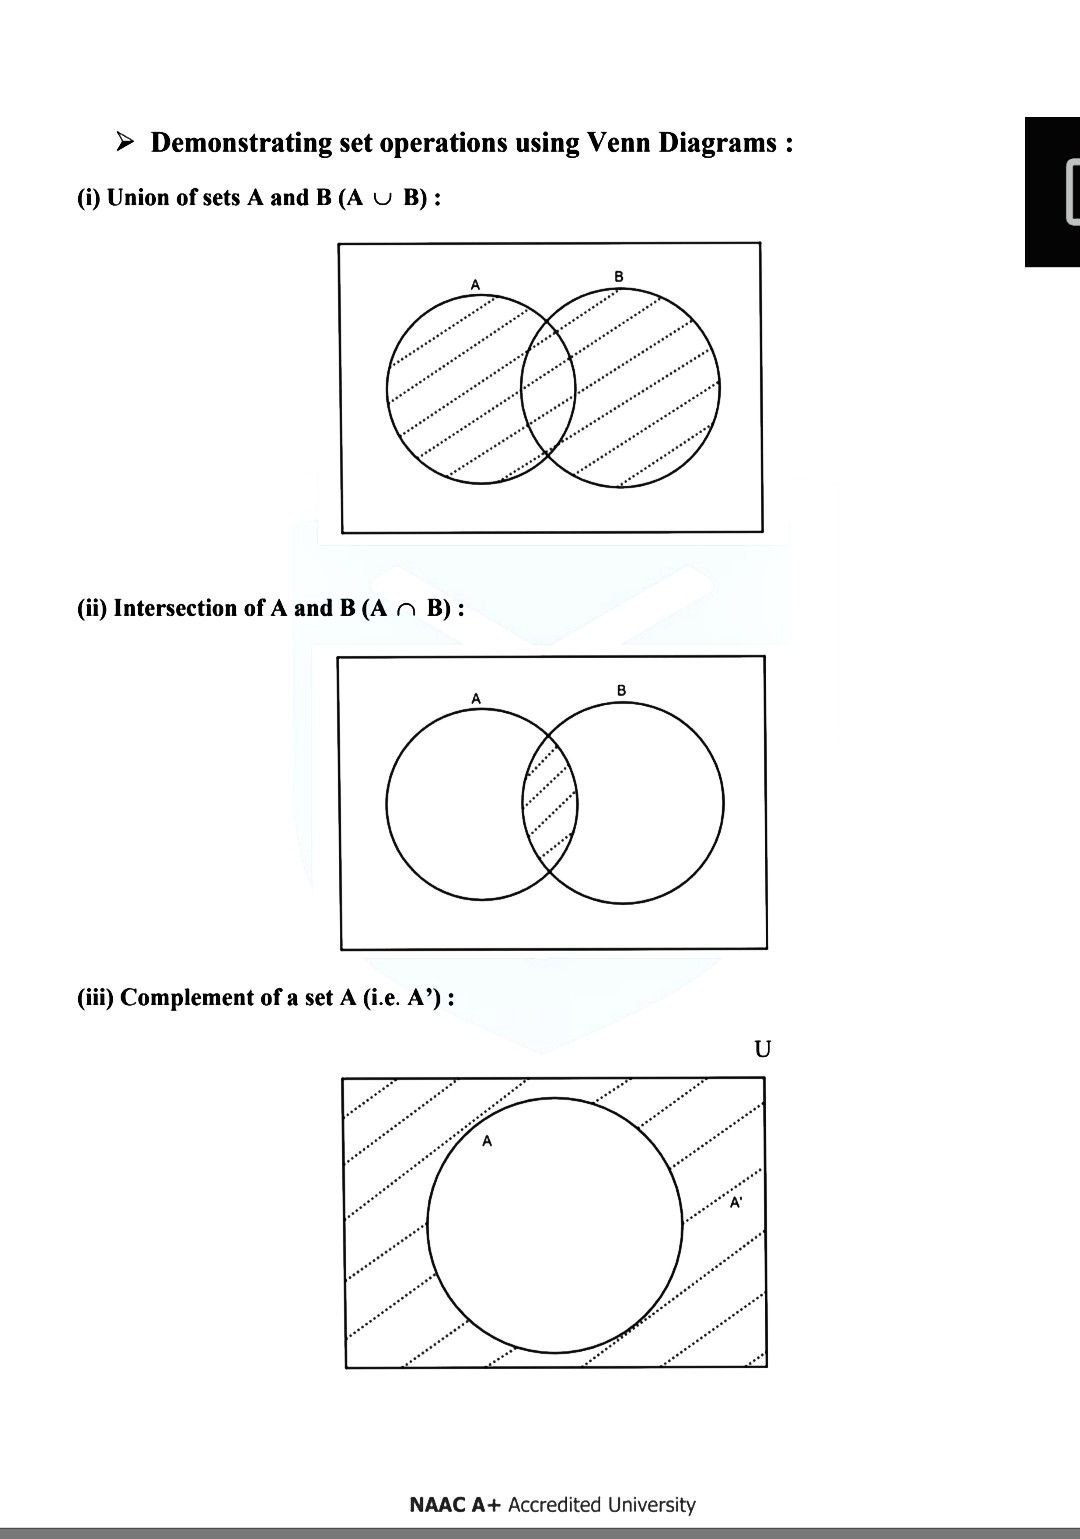 ➢ Demonstrating set operations using Venn Diagrams :
(i) Union of sets A and B (A ∪ B) :
A
B
(ii) Intersection of A and B (A ∩ B) :
A
B
(iii) Complement of a set A (i.e. A’) :
U
A
A'
NAAC A+ Accredited University